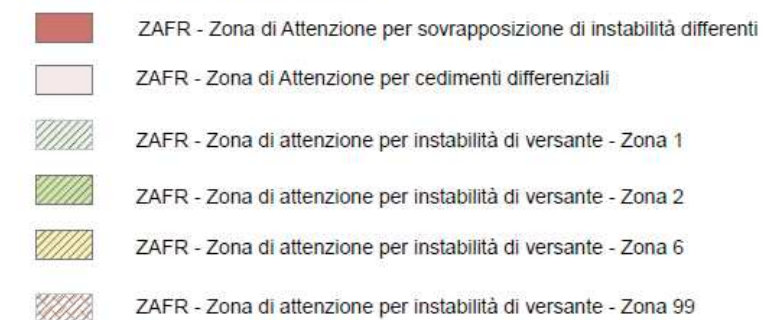 ZAFR - Zona di Attenzione per sovrapposizione di instabilità differenti
ZAFR - Zona di Attenzione per cedimenti differenziali
ZAFR - Zona di attenzione per instabilità di versante - Zona 1
ZAFR - Zona di attenzione per instabilità di versante - Zona 2
ZAFR - Zona di attenzione per instabilità di versante - Zona 6
ZAFR - Zona di attenzione per instabilità di versante - Zona 99